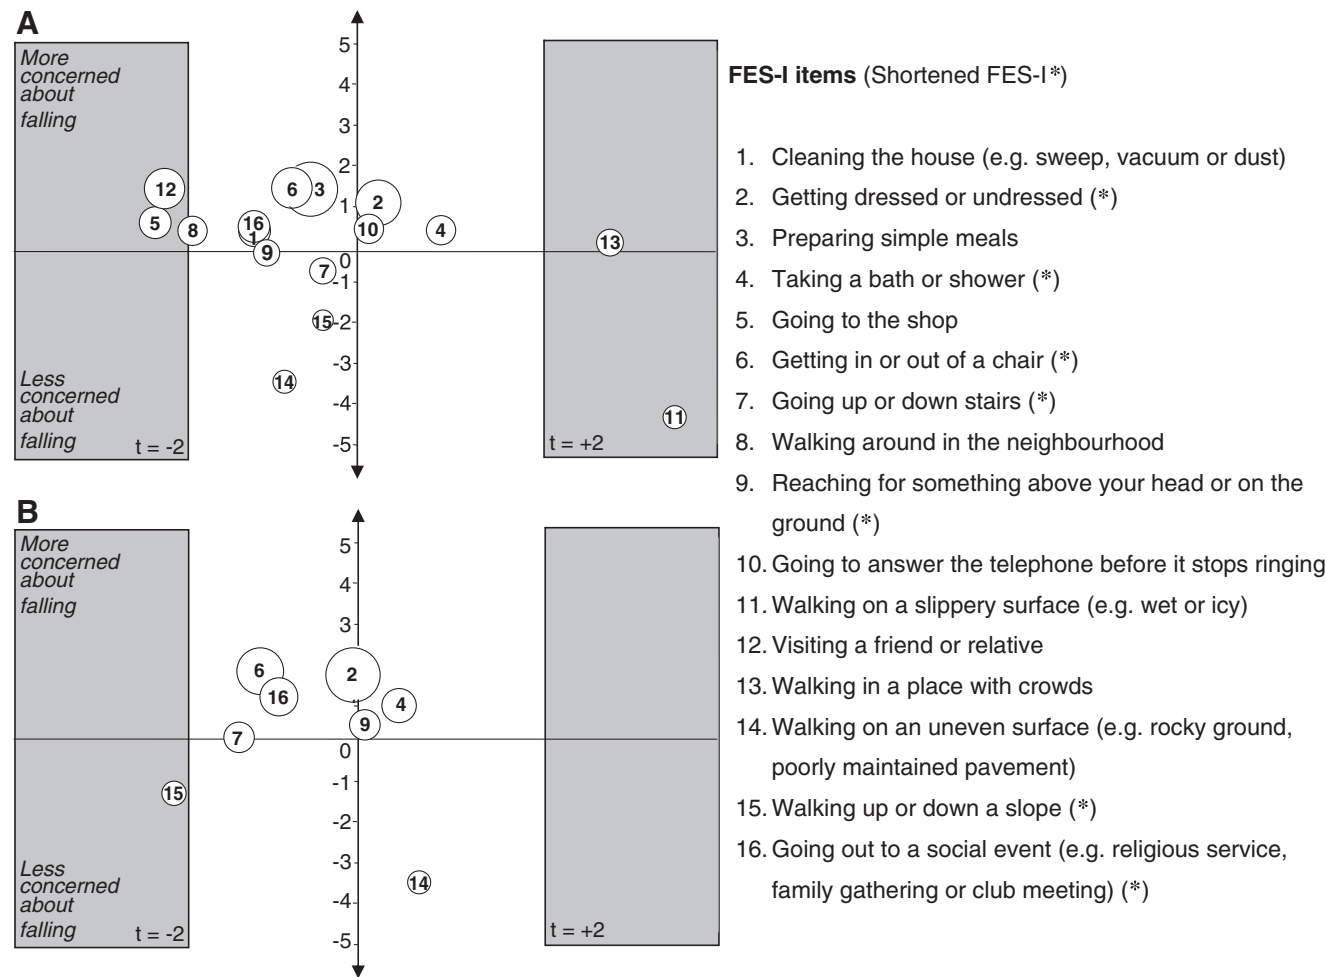 A
More
concerned
about
falling
5
4
3
2
1
0
-1
-2
-3
-4
-5
12
5
8
16
1
9
6
3
2
10
4
7
15
14
13
11
Less
concerned
about
falling
t = -2
t = +2
B
More
concerned
about
falling
5
4
3
0
-1
-2
-3
-4
-5
6
16
2
4
9
7
15
14
Less
concerned
about
falling
t = -2
t = +2
FES-I items (Shortened FES-I*)
1. Cleaning the house (e.g. sweep, vacuum or dust)
2. Getting dressed or undressed (*)
3. Preparing simple meals
4. Taking a bath or shower (*)
5. Going to the shop
6. Getting in or out of a chair (*)
7. Going up or down stairs (*)
8. Walking around in the neighbourhood
9. Reaching for something above your head or on the
ground (*)
10. Going to answer the telephone before it stops ringing
11. Walking on a slippery surface (e.g. wet or icy)
12. Visiting a friend or relative
13. Walking in a place with crowds
14. Walking on an uneven surface (e.g. rocky ground,
poorly maintained pavement)
15. Walking up or down a slope (*)
16. Going out to a social event (e.g. religious service,
family gathering or club meeting) (*)